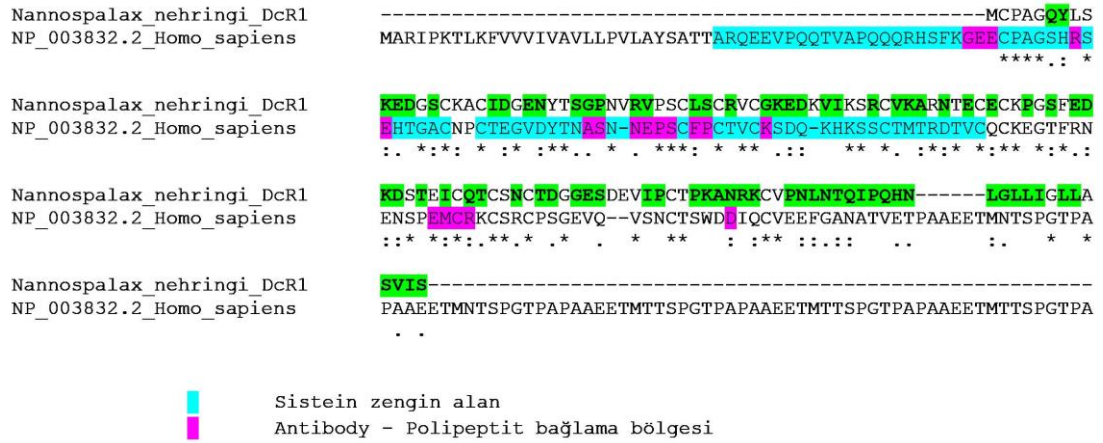 Nannospalax_nehringi_DcR1 ---------------------------------------------------MCPAGQYLS
NP_003832.2_Homo_sapiens MARIPKTLKFVVVIVAVLLPVLAYSATTARQEEVPQQTVAPQQQRHSFKGEECPAGSHRS
****.: *
Nannospalax_nehringi_DcR1 KEDGSCKACIDGENYTSGPNVRVPSCLSCRVCGKEDKVIKSRCVKARNTECECKPGSFED
NP_003832.2_Homo_sapiens EHTGACNPCTEGVDYTNASN-NEPSCFPCTVCKSDQ-KHKSSCTMTRDTVCQCKEGTFRN
:. *:*: * :* :**.. * . ***:.* ** .:: ** *. :*:* *:** *:*.:
Nannospalax_nehringi_DcR1 KDSTEICQTCSNCTDGGESDEVIPCTPKANRKCVPNLNTQIPQHN------LGLLIGLLA
NP_003832.2_Homo_sapiens ENSPEMCRKCSRCPSGEVQ--VSNCTSWDDIQCVEEFGANATVETPAAEETMNTSPGTPA
::*.*:*:.**.*..* . * ** : :** ::.:: .. :. * *
Nannospalax_nehringi_DcR1 SVIS--------------------------------------------------------
NP_003832.2_Homo_sapiens PAAEETMNTSPGTPAPAAEETMTTSPGTPAPAAEETMTTSPGTPAPAAEETMTTSPGTPA
. .
Sistein zengin alan
Antibody - Polipeptit bağlama bölgesi